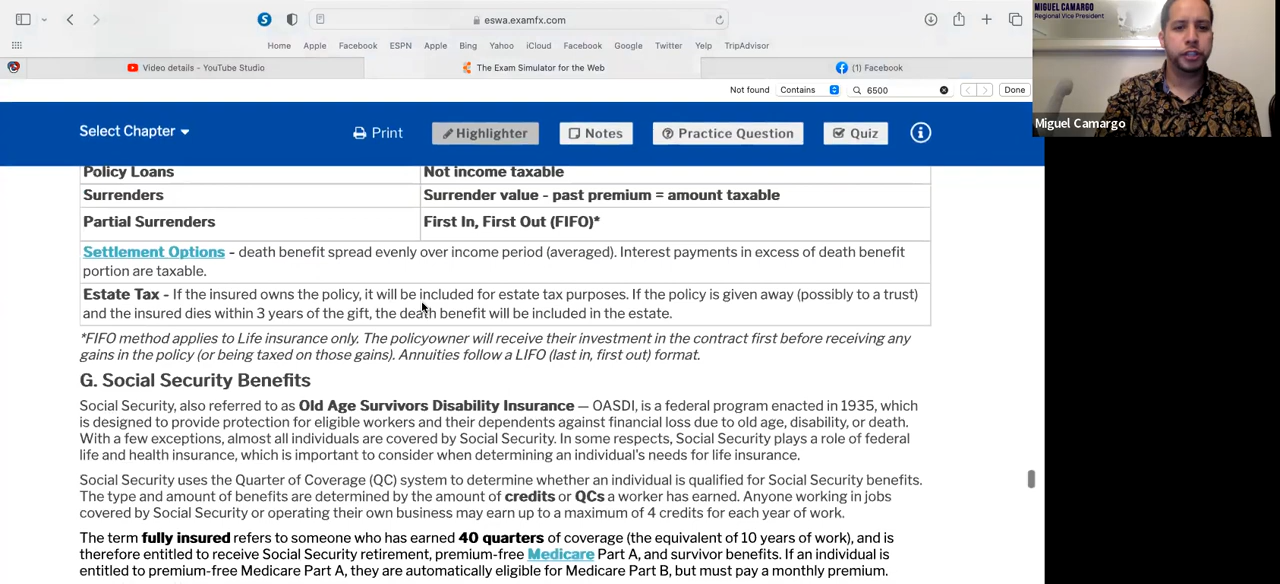 eswa.examfx.com
MIGUEL CAMARGO
Regional Vice President
Home Apple Facebook ESPN Apple Bing Yahoo iCloud Facebook Google Twitter Yelp TripAdvisor
Video details - YouTube Studio
The Exam Simulator for the Web
(1) Facebook
Not found Contains 6500 Done
Miguel Camargo
Select Chapter Print Highlighter Notes Practice Question Quiz
Policy Loans Not income taxable
Surrenders Surrender value - past premium = amount taxable
Partial Surrenders First In, First Out (FIFO)*
Settlement Options - death benefit spread evenly over income period (averaged). Interest payments in excess of death benefit
portion are taxable.
Estate Tax - If the insured owns the policy, it will be included for estate tax purposes. If the policy is given away (possibly to a trust)
and the insured dies within 3 years of the gift, the death benefit will be included in the estate.
*FIFO method applies to Life insurance only. The policyowner will receive their investment in the contract first before receiving any
gains in the policy (or being taxed on those gains). Annuities follow a LIFO (last in, first out) format.
G. Social Security Benefits
Social Security, also referred to as Old Age Survivors Disability Insurance — OASDI, is a federal program enacted in 1935, which
is designed to provide protection for eligible workers and their dependents against financial loss due to old age, disability, or death.
With a few exceptions, almost all individuals are covered by Social Security. In some respects, Social Security plays a role of federal
life and health insurance, which is important to consider when determining an individual's needs for life insurance.
Social Security uses the Quarter of Coverage (QC) system to determine whether an individual is qualified for Social Security benefits.
The type and amount of benefits are determined by the amount of credits or QCs a worker has earned. Anyone working in jobs
covered by Social Security or operating their own business may earn up to a maximum of 4 credits for each year of work.
The term fully insured refers to someone who has earned 40 quarters of coverage (the equivalent of 10 years of work), and is
therefore entitled to receive Social Security retirement, premium-free Medicare Part A, and survivor benefits. If an individual is
entitled to premium-free Medicare Part A, they are automatically eligible for Medicare Part B, but must pay a monthly premium.